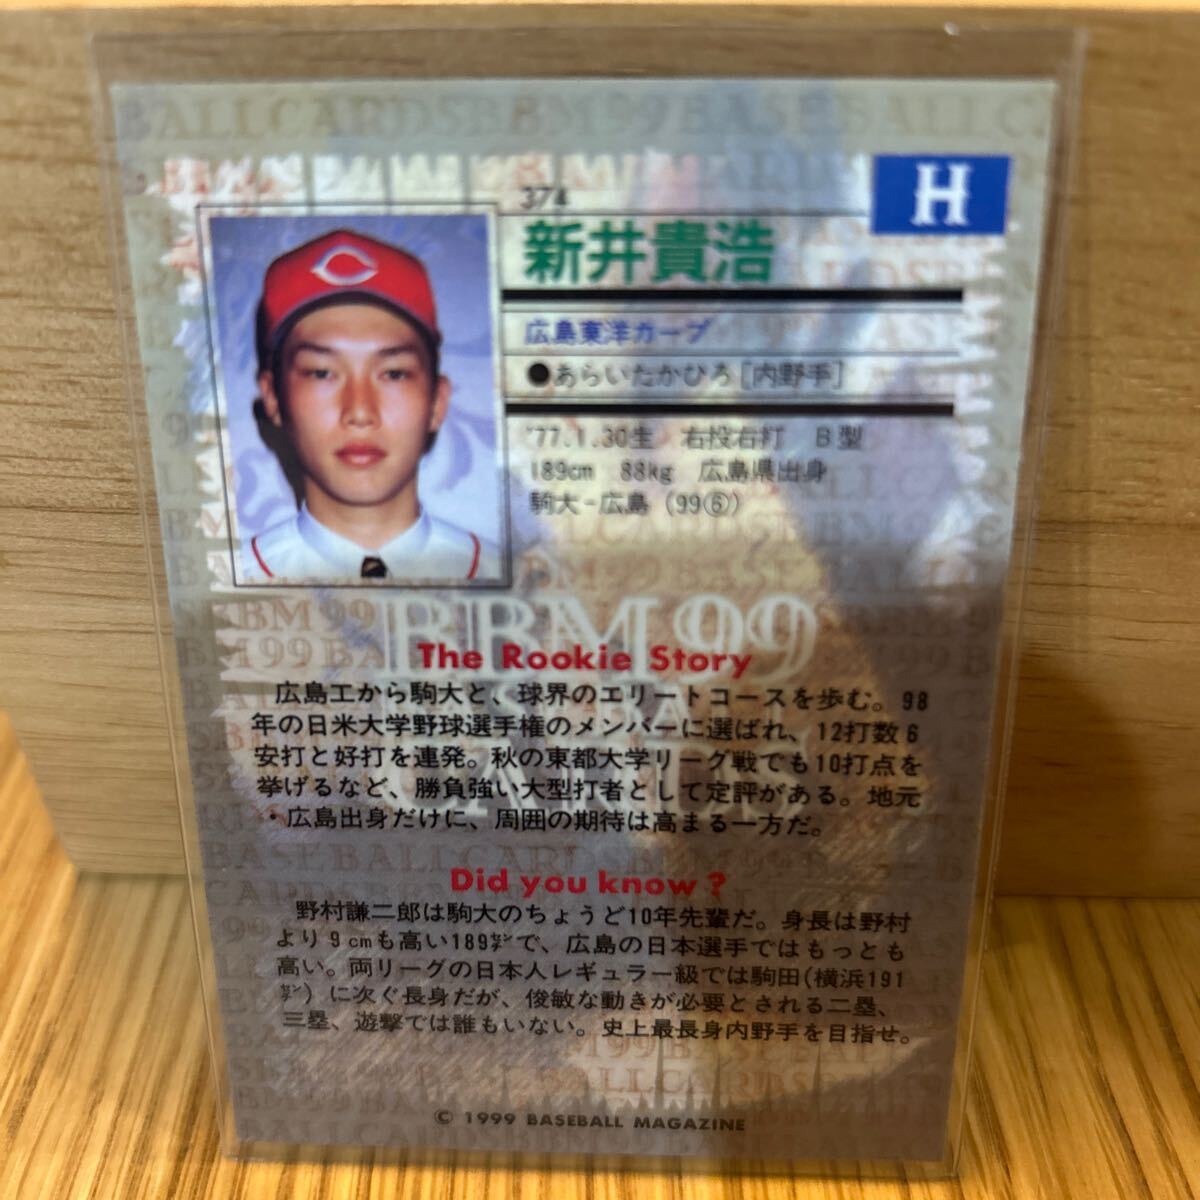 H
374
新井貴浩
広島東洋カープ
●あらいたかひろ[内野手]
'77.1.30生 右投右打 B型
189cm 88kg 広島県出身
駒大-広島 (99⑥)
BBM 99
The Rookie Story
広島工から駒大と、球界のエリートコースを歩む。98
年の日米大学野球選手権のメンバーに選ばれ、12打数6
安打と好打を連発。秋の東都大学リーグ戦でも10打点を
挙げるなど、勝負強い大型打者として定評がある。地元
・広島出身だけに、周囲の期待は高まる一方だ。
Did you know?
野村謙二郎は駒大のちょうど10年先輩だ。身長は野村
より9cmも高い189㌢で、広島の日本選手ではもっとも
高い。両リーグの日本人レギュラー級では駒田(横浜191
㌢)に次ぐ長身だが、俊敏な動きが必要とされる二塁、
三塁、遊撃では誰もいない。史上最長身内野手を目指せ。
© 1999 BASEBALL MAGAZINE